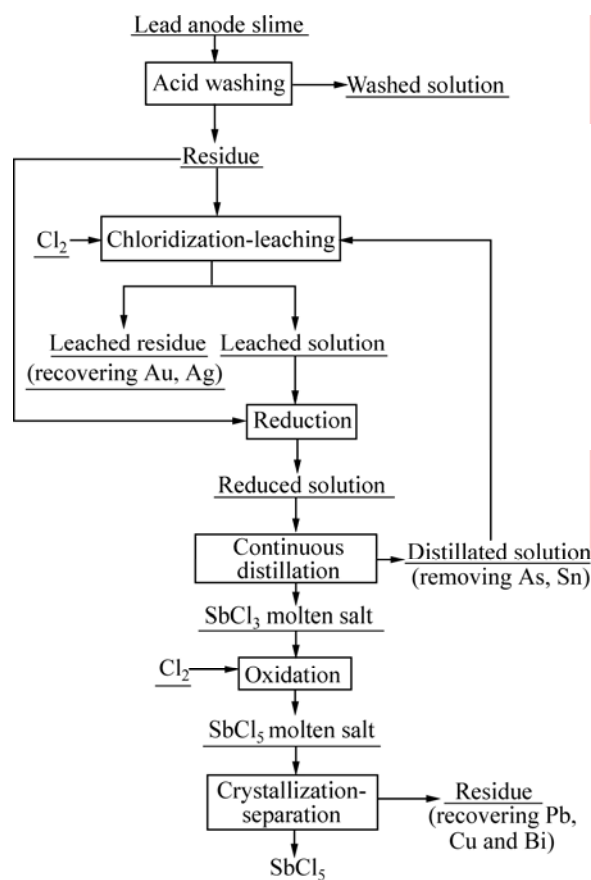 Lead anode slime
Acid washing
Washed solution
Residue
Cl2
Chloridization-leaching
Leached residue
(recovering Au, Ag)
Leached solution
Reduction
Reduced solution
Continuous
distillation
Distillated solution
(removing As, Sn)
SbCl3 molten salt
Cl2
Oxidation
SbCl5 molten salt
Crystallization-
separation
Residue
(recovering Pb,
Cu and Bi)
SbCl5